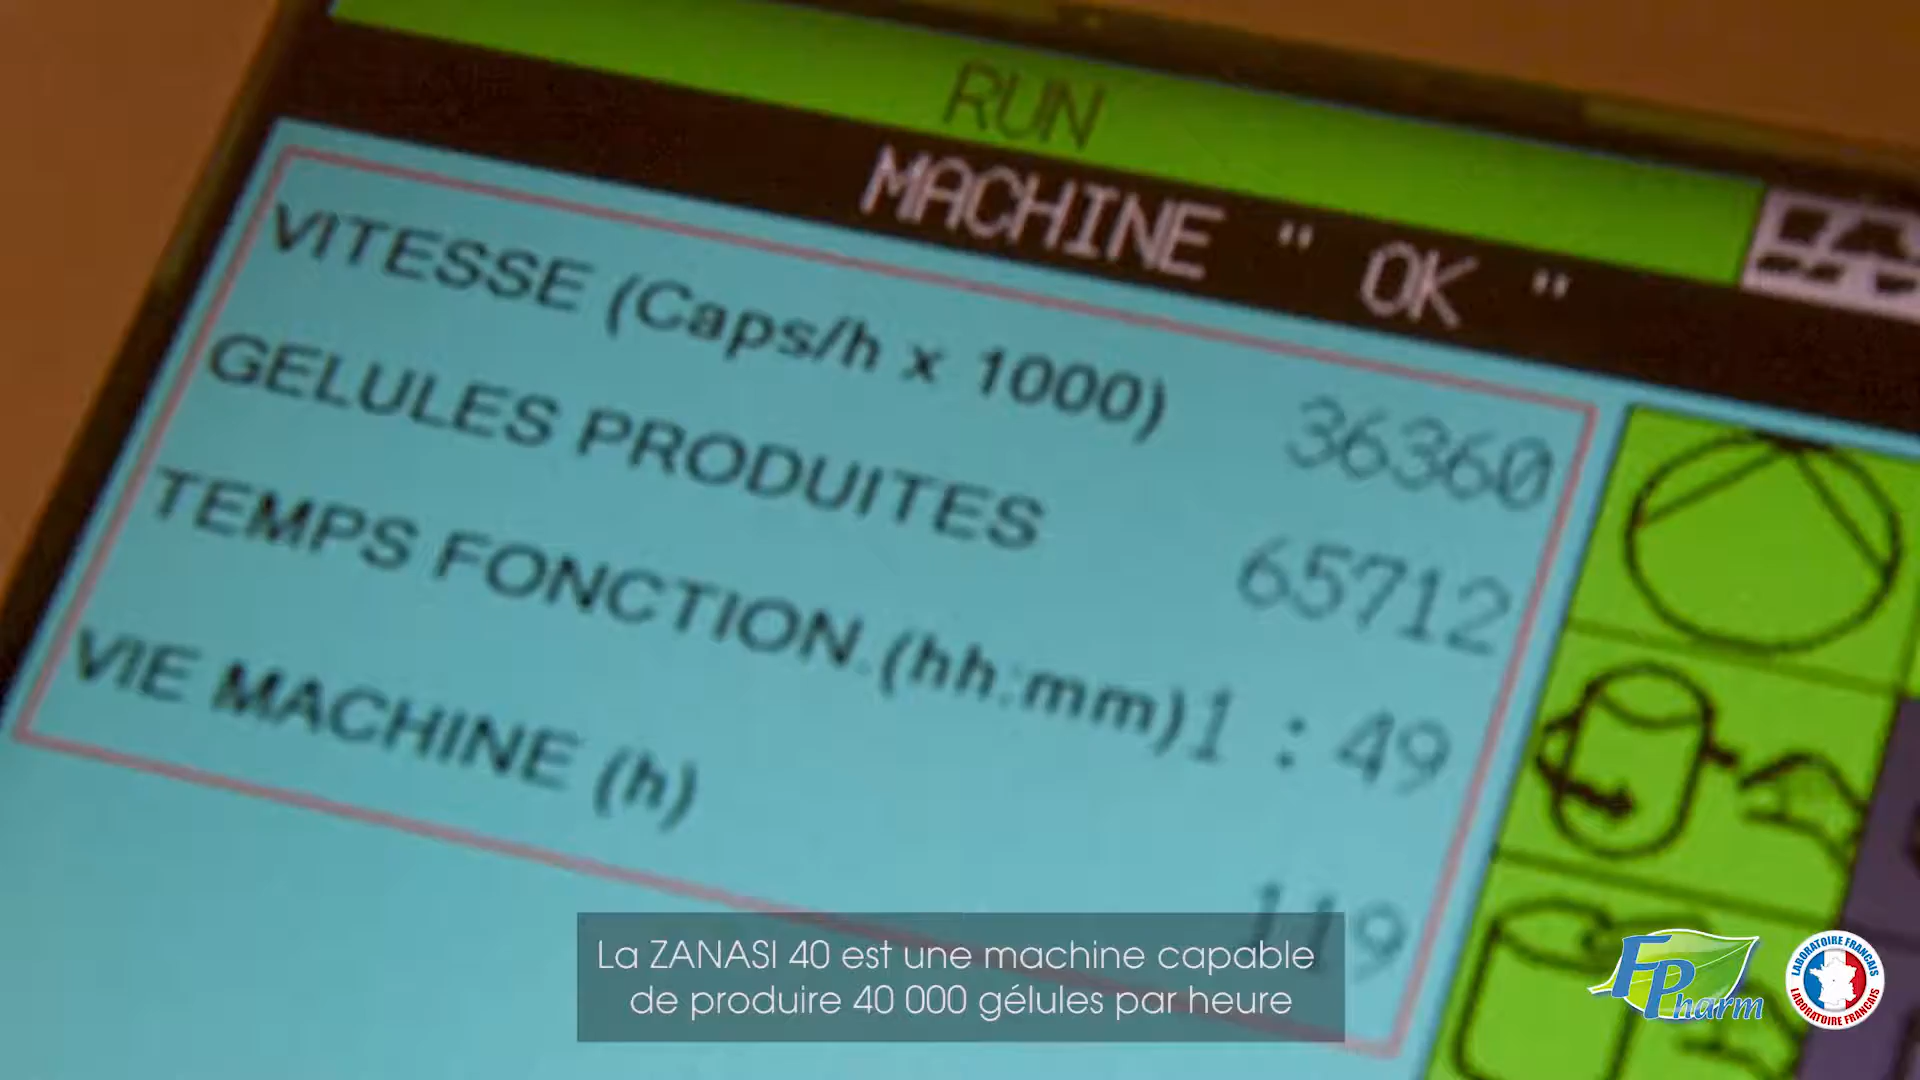 RUN
MACHINE " OK "
VITESSE (Caps/h x 1000) 36360
GELULES PRODUITES 65712
TEMPS FONCTION.(hh:mm) 1 : 49
VIE MACHINE (h) 119
La ZANASI 40 est une machine capable
de produire 40 000 gélules par heure
FPharm
LABORATOIRE FRANÇAIS
LABORATOIRE FRANÇAIS